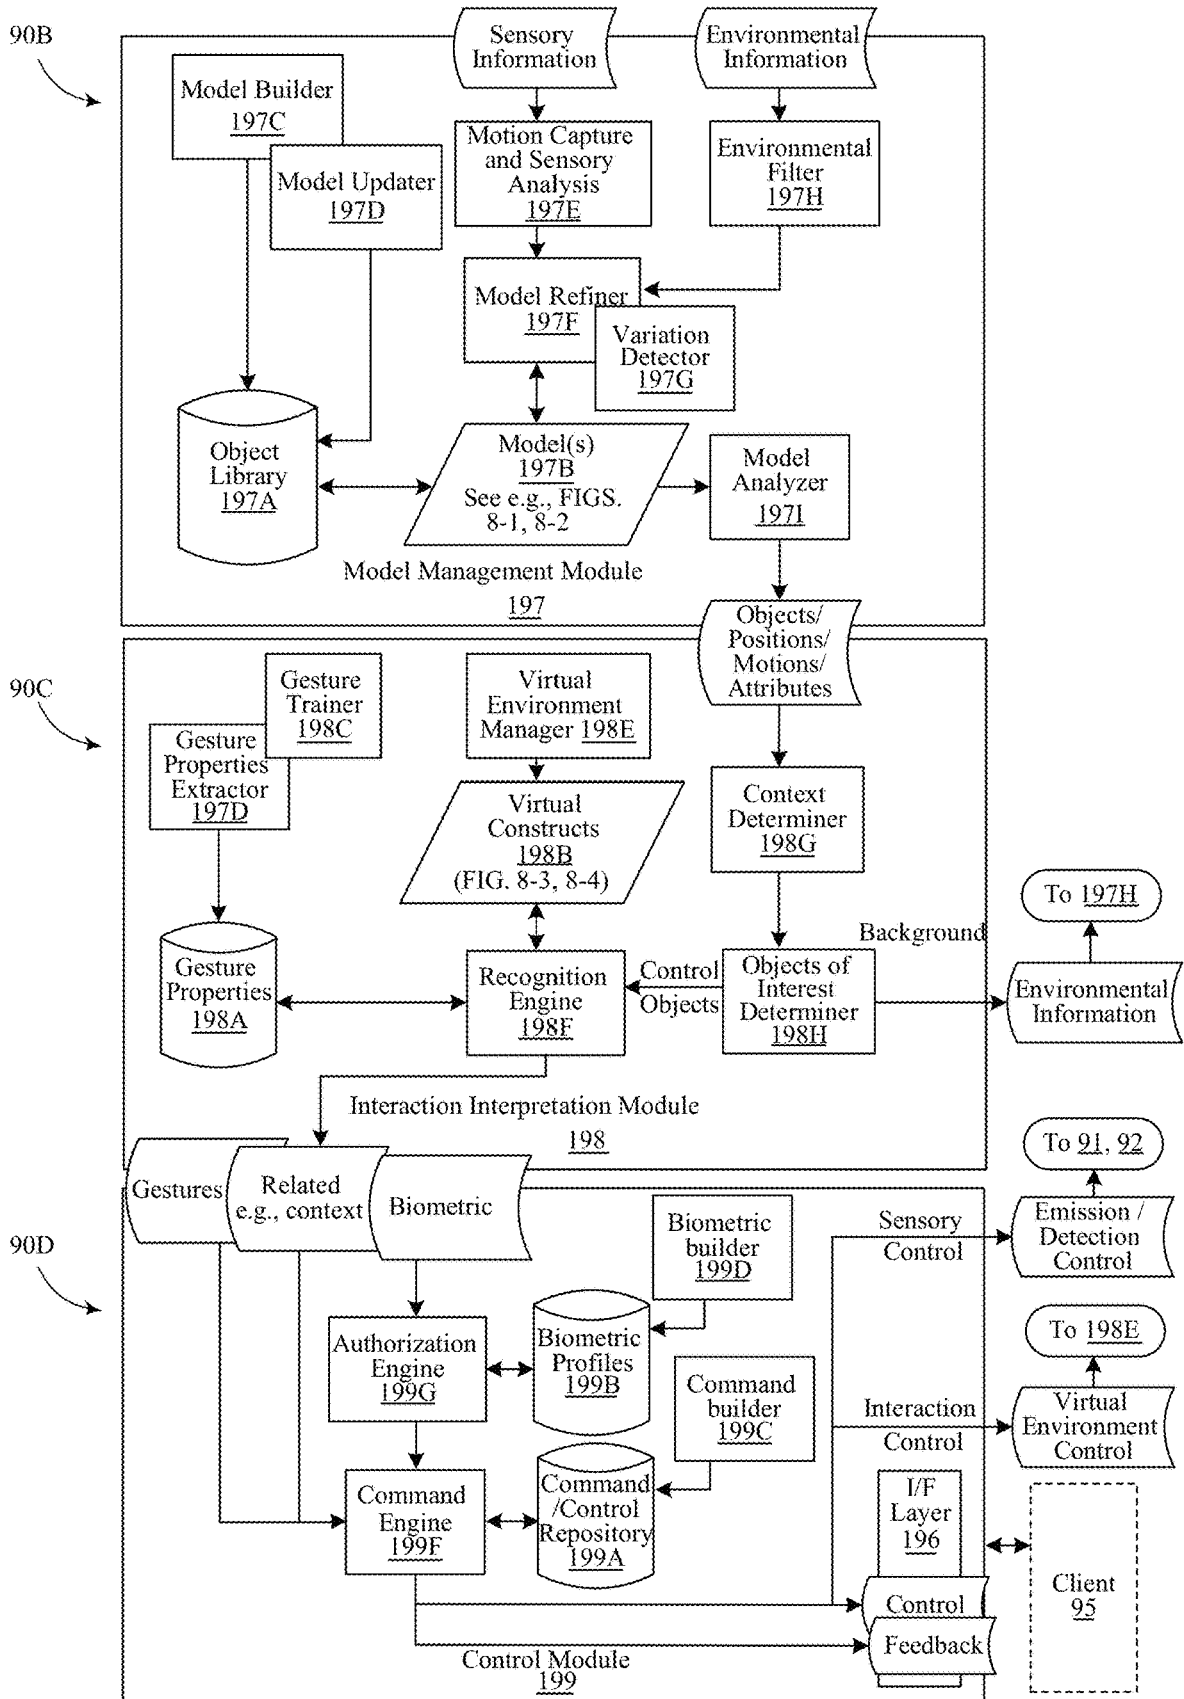 90B
Sensory
Information
Environmental
Information
Model Builder
197C
Model Updater
197D
Motion Capture
and Sensory
Analysis
197E
Environmental
Filter
197H
Model Refiner
197F
Variation
Detector
197G
Object
Library
197A
Model(s)
197B
See e.g., FIGS.
8-1, 8-2
Model
Analyzer
197I
Model Management Module
197
Objects/
Positions/
Motions/
Attributes
90C
Gesture
Trainer
198C
Gesture
Properties
Extractor
197D
Virtual
Environment
Manager 198E
Virtual
Constructs
198B
(FIG. 8-3, 8-4)
Context
Determiner
198G
To 197H
Background
Gesture
Properties
198A
Recognition
Engine
198F
Control
Objects
Objects of
Interest
Determiner
198H
Environmental
Information
Interaction Interpretation Module
198
Gestures
Related
e.g., context
Biometric
To 91, 92
90D
Biometric
builder
199D
Sensory
Control
Emission /
Detection
Control
Authorization
Engine
199G
Biometric
Profiles
199B
To 198E
Command
builder
199C
Interaction
Control
Virtual
Environment
Control
Command
Engine
199F
Command
/Control
Repository
199A
I/F
Layer
196
Client
95
Control
Feedback
Control Module
199